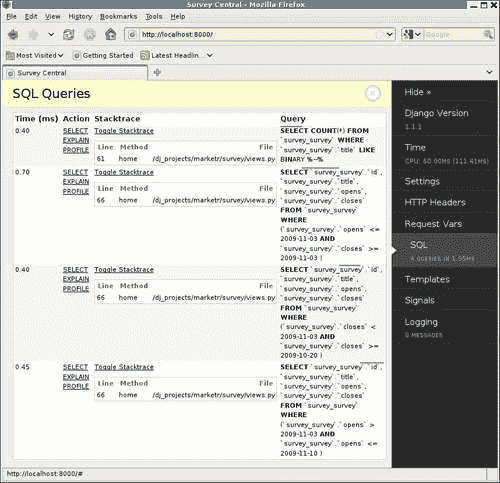 Survey Central - Mozilla Firefox
File Edit View History Bookmarks Tools Help
http://localhost:8000/
Google
Most Visited Getting Started Latest Headlin...
Survey Central
SQL Queries
Time (ms) Action Stacktrace Query
0.40 SELECT EXPLAIN PROFILE
Toggle Stacktrace
Line Method File
61 home /dj_projects/marketr/survey/views.py
SELECT COUNT(*) FROM
`survey_survey` WHERE
`survey_survey`.`title` LIKE
BINARY %--%
0.70 SELECT EXPLAIN PROFILE
Toggle Stacktrace
Line Method File
66 home /dj_projects/marketr/survey/views.py
SELECT `survey_survey`.`id`,
`survey_survey`.`title`,
`survey_survey`.`opens`,
`survey_survey`.`closes`
FROM `survey_survey`
WHERE
(`survey_survey`.`opens` <=
2009-11-03 AND
`survey_survey`.`closes` >=
2009-11-03 )
0.40 SELECT EXPLAIN PROFILE
Toggle Stacktrace
Line Method File
66 home /dj_projects/marketr/survey/views.py
SELECT `survey_survey`.`id`,
`survey_survey`.`title`,
`survey_survey`.`opens`,
`survey_survey`.`closes`
FROM `survey_survey`
WHERE
(`survey_survey`.`closes` <
2009-11-03 AND
`survey_survey`.`closes` >=
2009-10-20 )
0.45 SELECT EXPLAIN PROFILE
Toggle Stacktrace
Line Method File
66 home /dj_projects/marketr/survey/views.py
SELECT `survey_survey`.`id`,
`survey_survey`.`title`,
`survey_survey`.`opens`,
`survey_survey`.`closes`
FROM `survey_survey`
WHERE
(`survey_survey`.`opens` >
2009-11-03 AND
`survey_survey`.`opens` <=
2009-11-10 )
Hide »
Django Version
1.1.1
Time
CPU: 60.00MS (111.41MS)
Settings
HTTP Headers
Request Vars
SQL
4 QUERIES IN 1.95MS
Templates
Signals
Logging
0 MESSAGES
http://localhost:8000/#